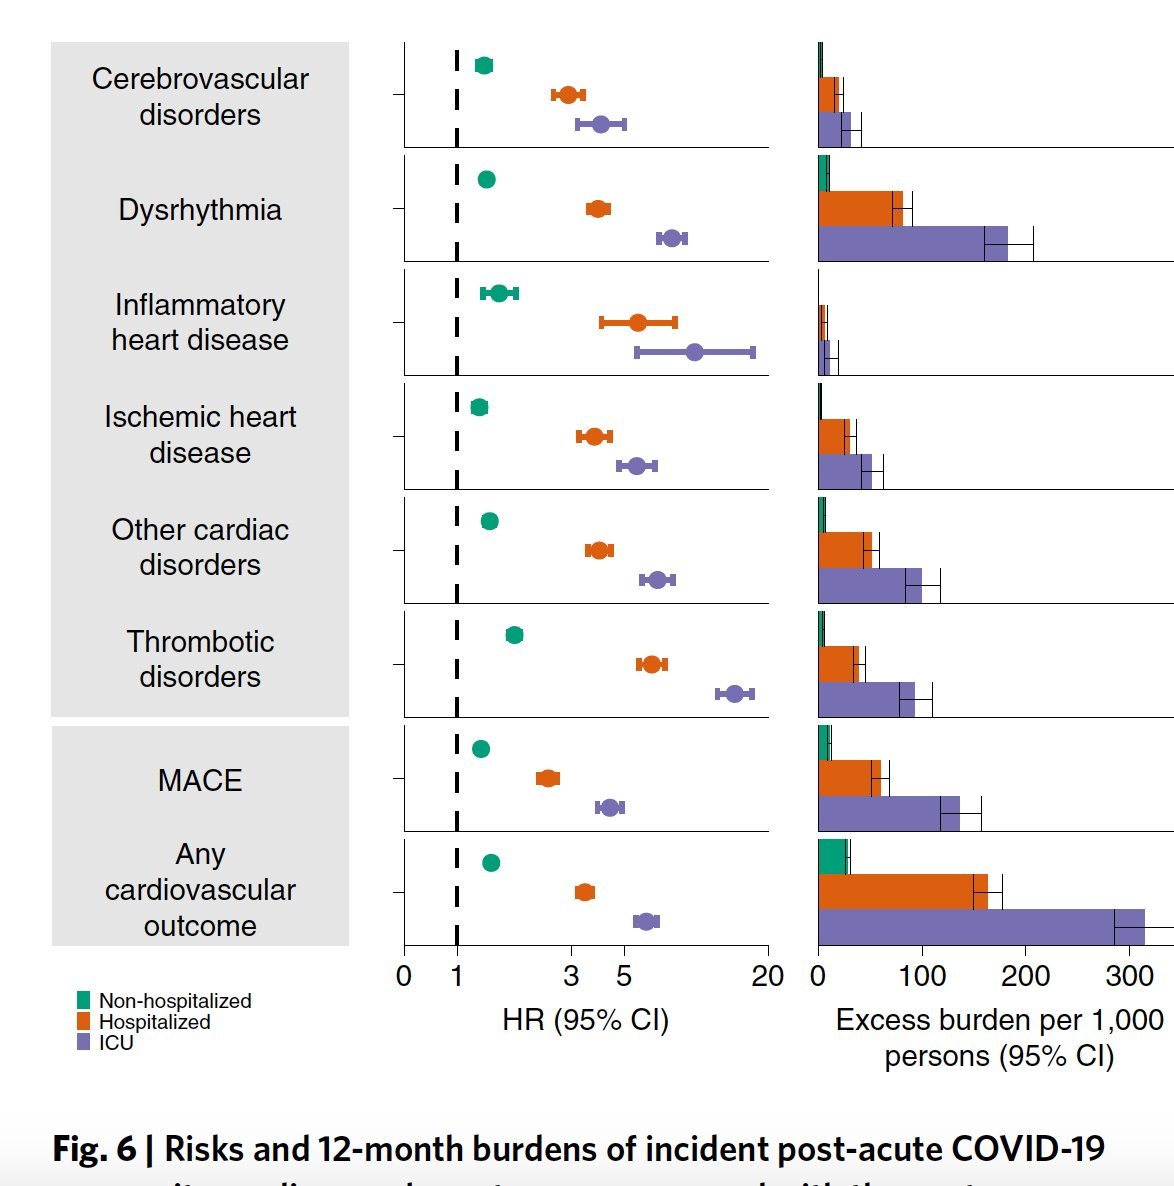 Cerebrovascular
disorders
Dysrhythmia
Inflammatory
heart disease
Ischemic heart
disease
Other cardiac
disorders
Thrombotic
disorders
MACE
Any
cardiovascular
outcome
0 1 3 5 20
0 100 200 300
HR (95% CI)
Excess burden per 1,000
persons (95% CI)
Non-hospitalized
Hospitalized
ICU
Fig. 6 | Risks and 12-month burdens of incident post-acute COVID-19